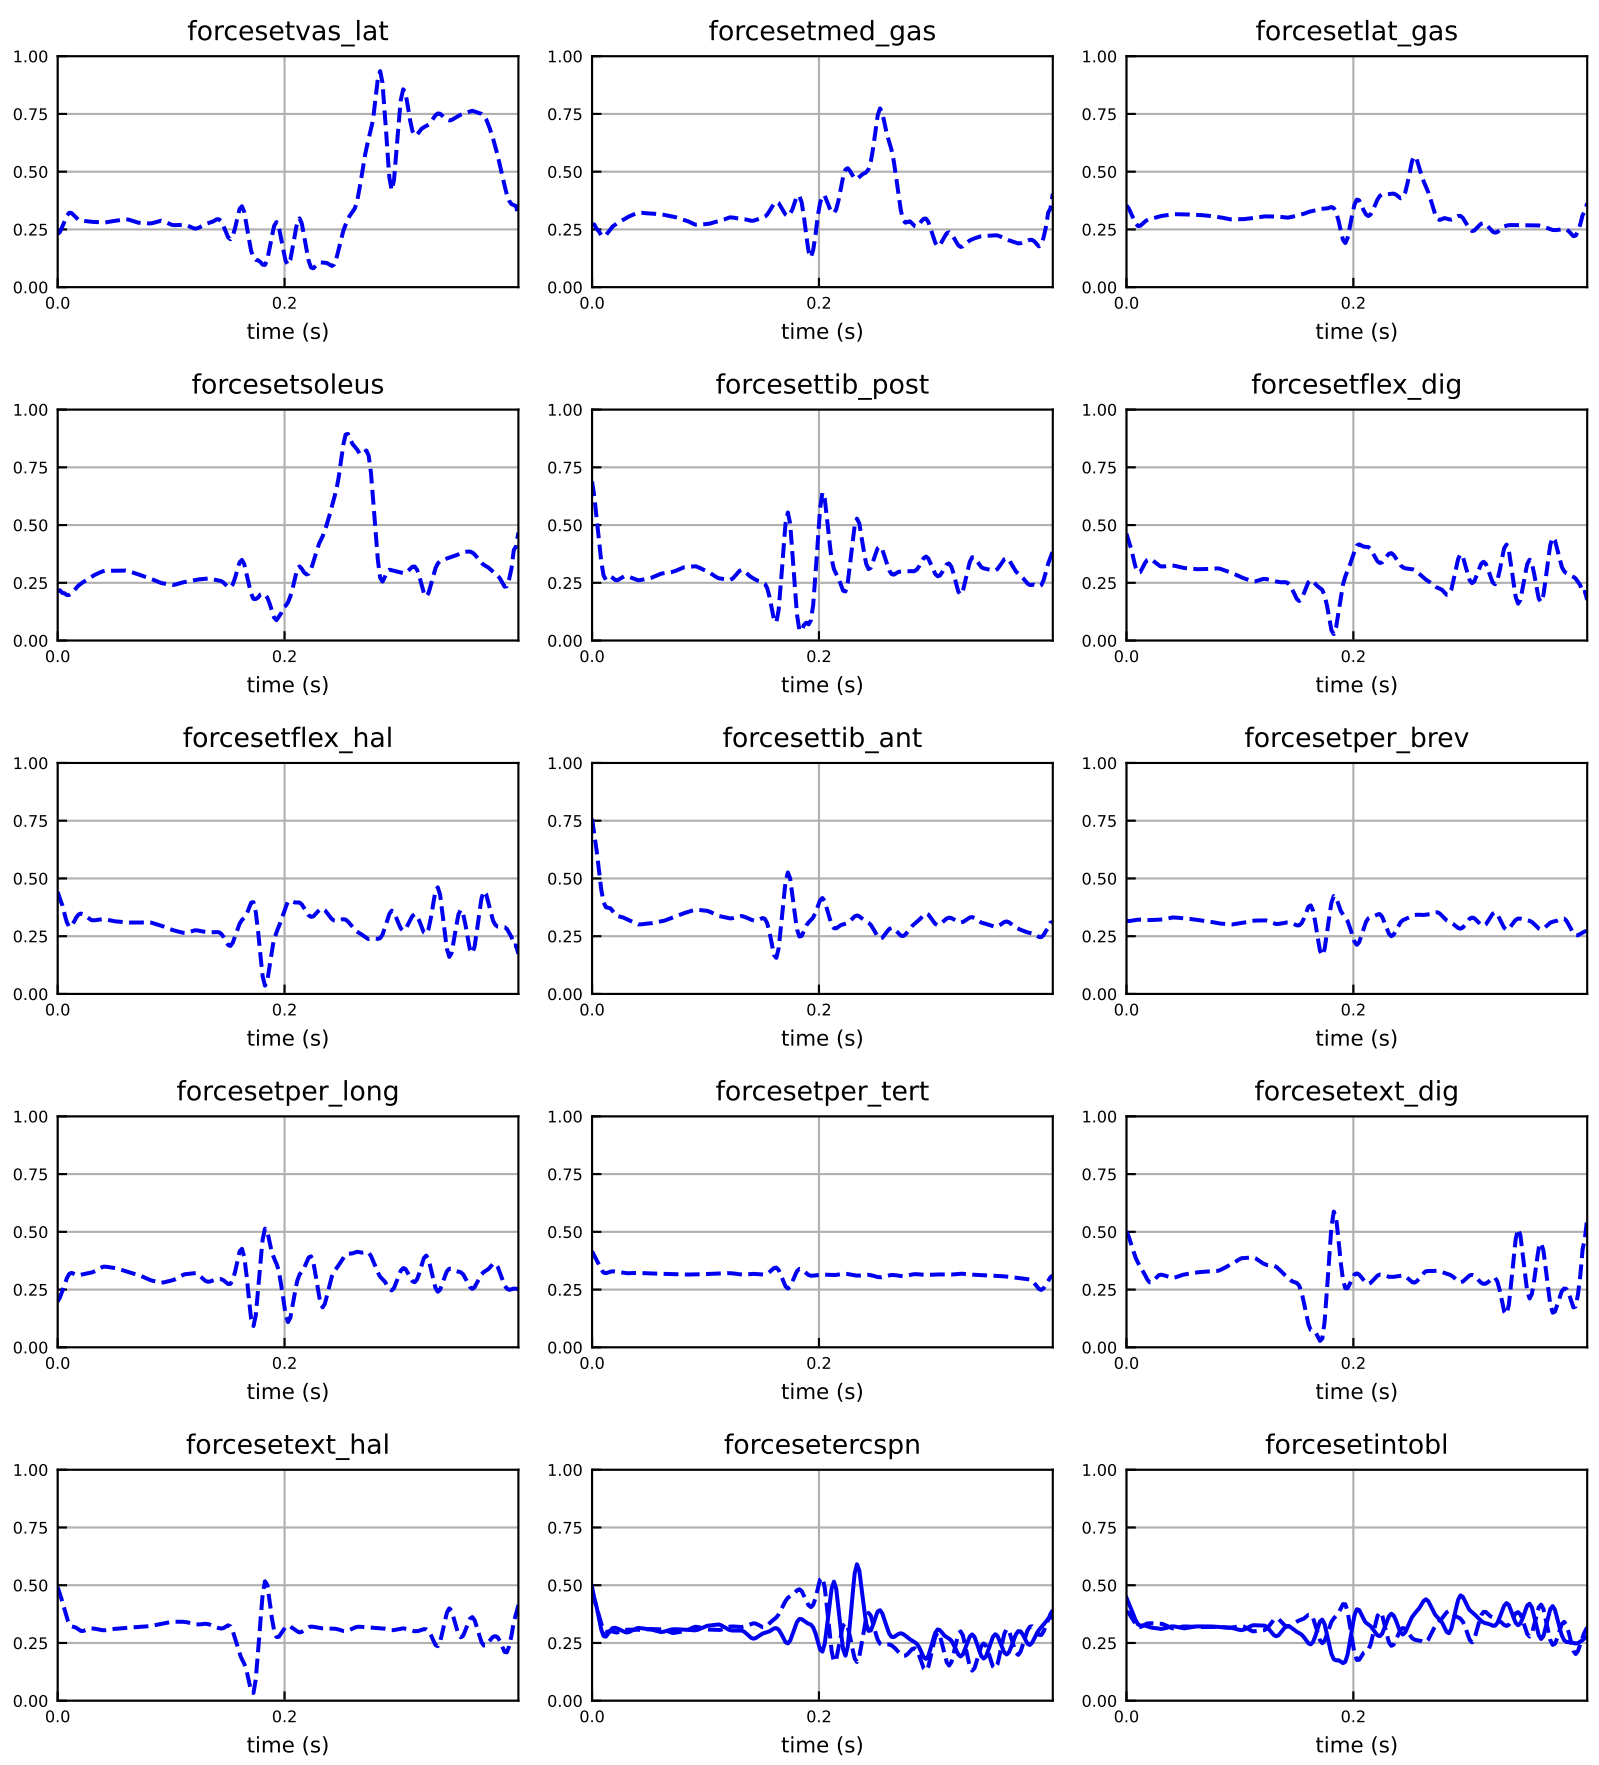 forcesetvas_lat forcesetmed_gas forcesetlat_gas
1.00 1.00 1.00
0.75 0.75 0.75
0.50 0.50 0.50
0.25 0.25 0.25
0.00 0.00 0.00
0.0 0.2 0.0 0.2 0.0 0.2
time (s) time (s) time (s)
forcesetsoleus forcesettib_post forcesetflex_dig
1.00 1.00 1.00
0.75 0.75 0.75
0.50 0.50 0.50
0.25 0.25 0.25
0.00 0.00 0.00
0.0 0.2 0.0 0.2 0.0 0.2
time (s) time (s) time (s)
forcesetflex_hal forcesettib_ant forcesetper_brev
1.00 1.00 1.00
0.75 0.75 0.75
0.50 0.50 0.50
0.25 0.25 0.25
0.00 0.00 0.00
0.0 0.2 0.0 0.2 0.0 0.2
time (s) time (s) time (s)
forcesetper_long forcesetper_tert forcesetext_dig
1.00 1.00 1.00
0.75 0.75 0.75
0.50 0.50 0.50
0.25 0.25 0.25
0.00 0.00 0.00
0.0 0.2 0.0 0.2 0.0 0.2
time (s) time (s) time (s)
forcesetext_hal forcesetercspn forcesetintobl
1.00 1.00 1.00
0.75 0.75 0.75
0.50 0.50 0.50
0.25 0.25 0.25
0.00 0.00 0.00
0.0 0.2 0.0 0.2 0.0 0.2
time (s) time (s) time (s)